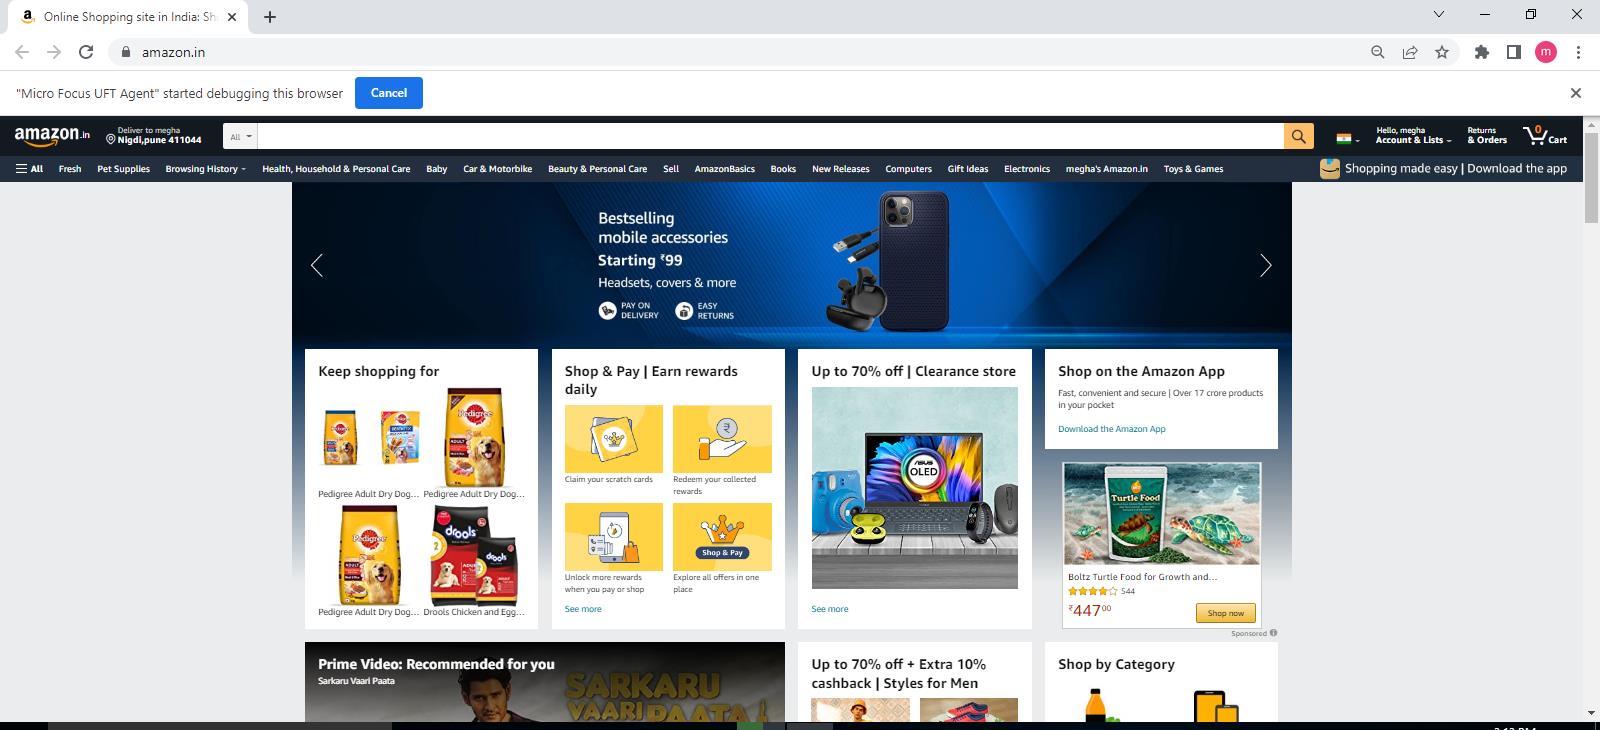 Online Shopping site in India: Sh
amazon.in
m
"Micro Focus UFT Agent" started debugging this browser
Cancel
amazon.in
Deliver to megha
Nigdi,pune 411044
All
Hello, megha
Account & Lists
Returns
& Orders
0
Cart
All
Fresh
Pet Supplies
Browsing History
Health, Household & Personal Care
Baby
Car & Motorbike
Beauty & Personal Care
Sell
AmazonBasics
Books
New Releases
Computers
Gift Ideas
Electronics
megha's Amazon.in
Toys & Games
Shopping made easy | Download the app
Bestselling
mobile accessories
Starting ₹99
Headsets, covers & more
PAY ON
DELIVERY
EASY
RETURNS
Keep shopping for
Pedigree
Pedigree Adult Dry Dog...
Pedigree Adult Dry Dog...
Pedigree
drools
drools
Pedigree Adult Dry Dog...
Drools Chicken and Egg...
Shop & Pay | Earn rewards
daily
Claim your scratch cards
Redeem your collected
rewards
Shop & Pay
Unlock more rewards
when you pay or shop
Explore all offers in one
place
See more
Up to 70% off | Clearance store
ASUS
OLED
See more
Shop on the Amazon App
Fast, convenient and secure | Over 17 crore products
in your pocket
Download the Amazon App
Turtle Food
Boltz Turtle Food for Growth and...
544
₹44700
Shop now
Sponsored
Prime Video: Recommended for you
Sarkaru Vaari Paata
SARKARU
VAARI PAATA
Up to 70% off + Extra 10%
cashback | Styles for Men
Shop by Category